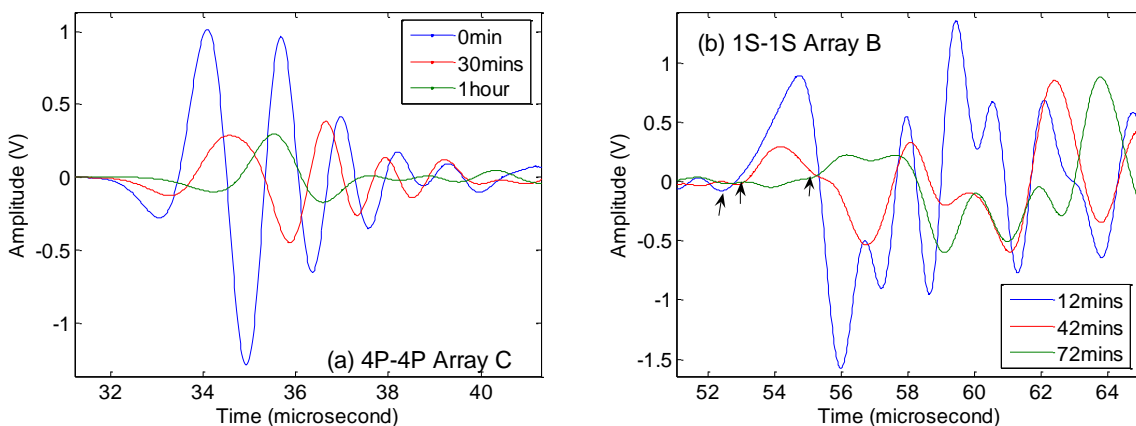 1
0.5
0
-0.5
-1
Amplitude (V)
0min
30mins
1hour
(a) 4P-4P Array C
32 34 36 38 40
Time (microsecond)
1
0.5
0
-0.5
-1
-1.5
Amplitude (V)
(b) 1S-1S Array B
12mins
42mins
72mins
52 54 56 58 60 62 64
Time (microsecond)